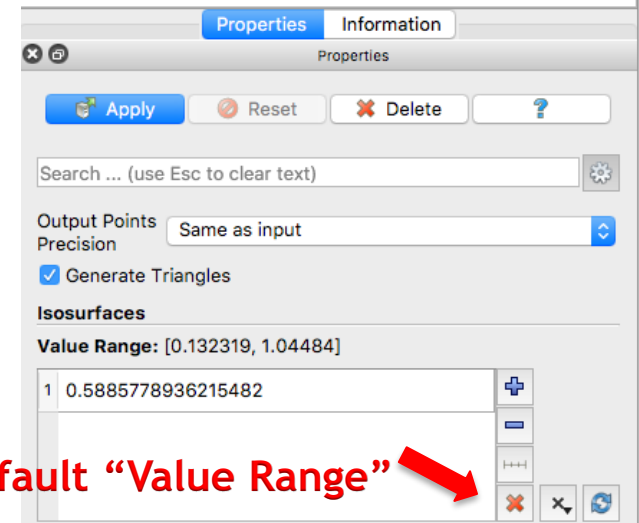 Properties Information
Properties
Apply Reset Delete ?
Search ... (use Esc to clear text)
Output Points Precision Same as input
Generate Triangles
Isosurfaces
Value Range: [0.132319, 1.04484]
1 0.5885778936215482
fault “Value Range”